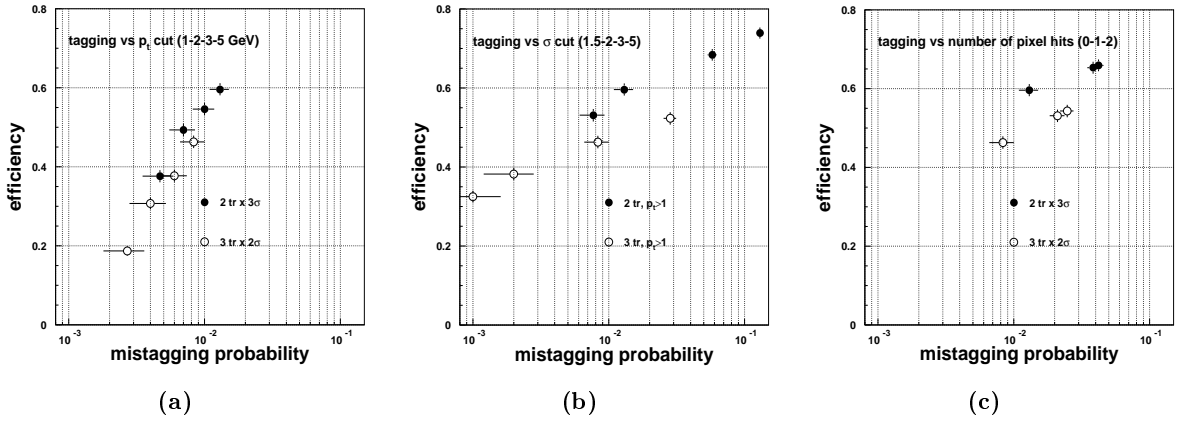 0.8
tagging vs pt cut (1-2-3-5 GeV)
0.6
0.4
0.2
0
efficiency
2 tr x 3σ
3 tr x 2σ
10-3
10-2
10-1
mistagging probability
(a)
0.8
tagging vs σ cut (1.5-2-3-5)
0.6
0.4
0.2
0
efficiency
2 tr, pt>1
3 tr, pt>1
10-3
10-2
10-1
mistagging probability
(b)
0.8
tagging vs number of pixel hits (0-1-2)
0.6
0.4
0.2
0
efficiency
2 tr x 3σ
3 tr x 2σ
10-3
10-2
10-1
mistagging probability
(c)